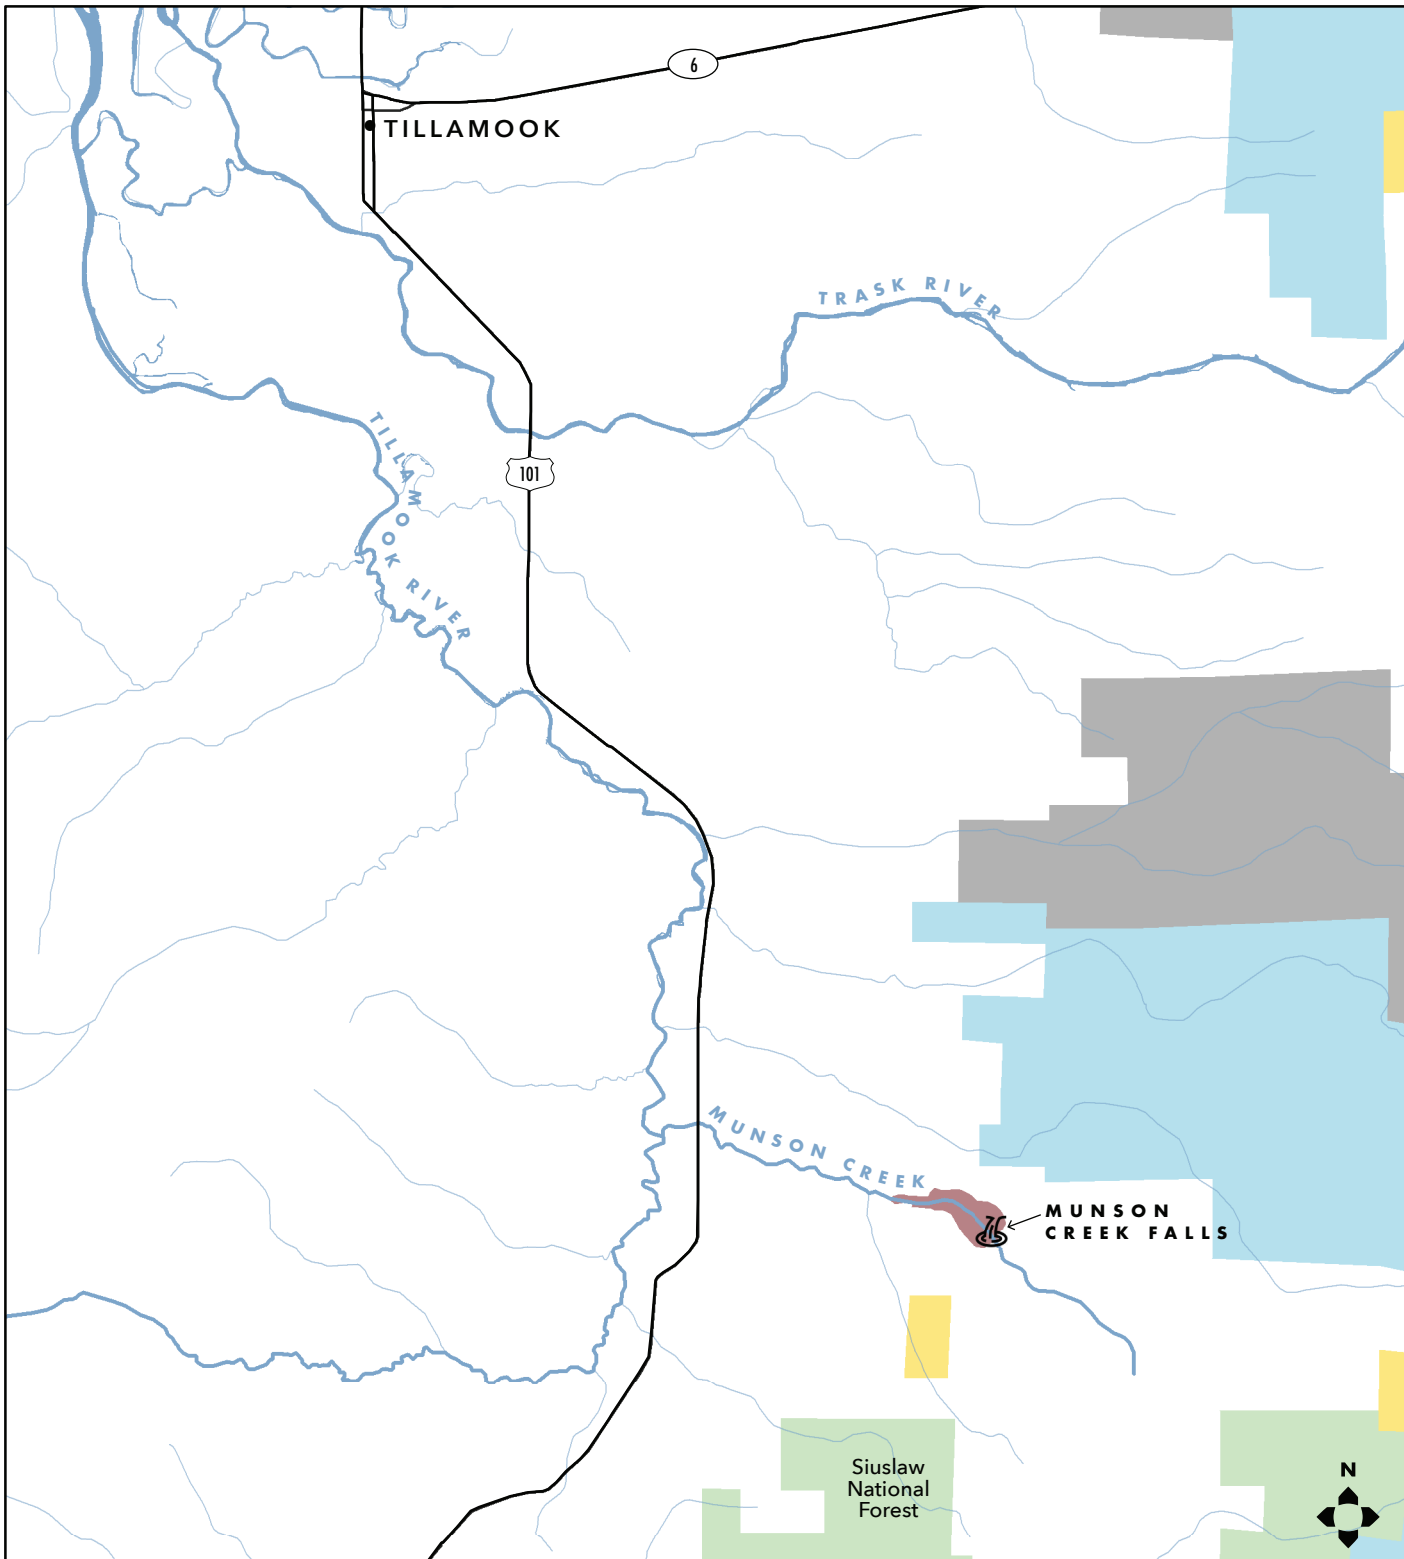 6
TILLAMOOK
TRASK RIVER
TILLAMOOK RIVER
101
MUNSON CREEK
MUNSON
CREEK FALLS
Siuslaw
National
Forest
N